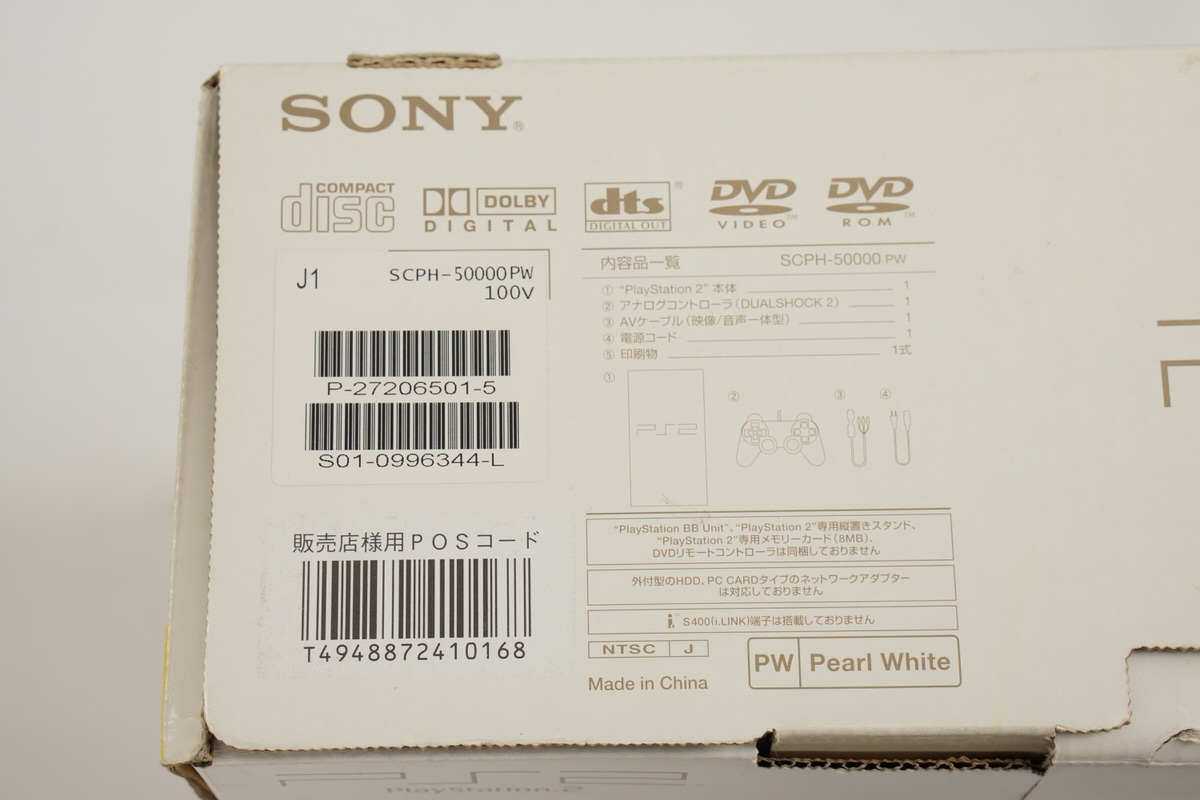 SONY®
COMPACT
disc
DOLBY
DIGITAL
dts®
DIGITAL OUT
DVD
VIDEO™
DVD
ROM™
J1
SCPH-50000PW
100V
P-27206501-5
S01-0996344-L
販売店様用POSコード
T4948872410168
内容品一覧 SCPH-50000 PW
① “PlayStation 2” 本体 1
② アナログコントローラ(DUALSHOCK 2) 1
③ AVケーブル(映像/音声一体型) 1
④ 電源コード 1
⑤ 印刷物 1式
①
PS2
②
③
④
“PlayStation BB Unit”、“PlayStation 2”専用縦置きスタンド、
“PlayStation 2”専用メモリーカード(8MB)、
DVDリモートコントローラは同梱しておりません
外付型のHDD、PC CARDタイプのネットワークアダプター
は対応しておりません
i™ S400(i.LINK)端子は搭載しておりません
NTSC J
Made in China
PW Pearl White
PlayStation.2